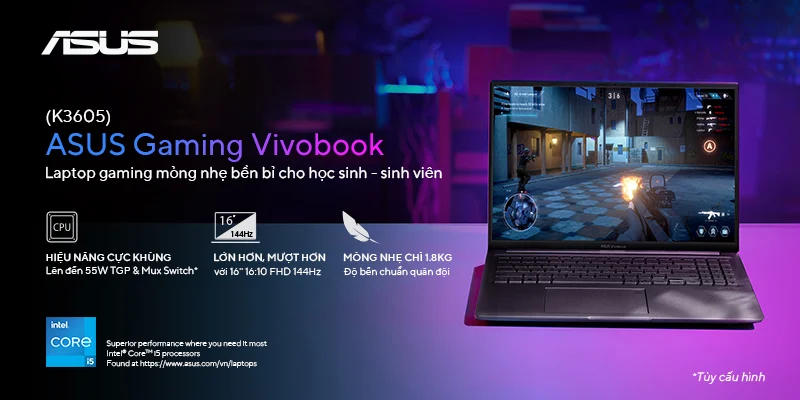 ASUS
(K3605)
ASUS Gaming Vivobook
Laptop gaming mỏng nhẹ bền bỉ cho học sinh - sinh viên
CPU
16"
144Hz
HIỆU NĂNG CỰC KHỦNG
Lên đến 55W TGP & Mux Switch*
LỚN HƠN, MƯỢT HƠN
với 16" 16:10 FHD 144Hz
MỎNG NHẸ CHỈ 1.8KG
Độ bền chuẩn quân đội
3 6
A
intel
CORE
i5
Superior performance where you need it most
Intel® Core™ i5 processors
Found at https://www.asus.com/vn/laptops
*Tùy cấu hình